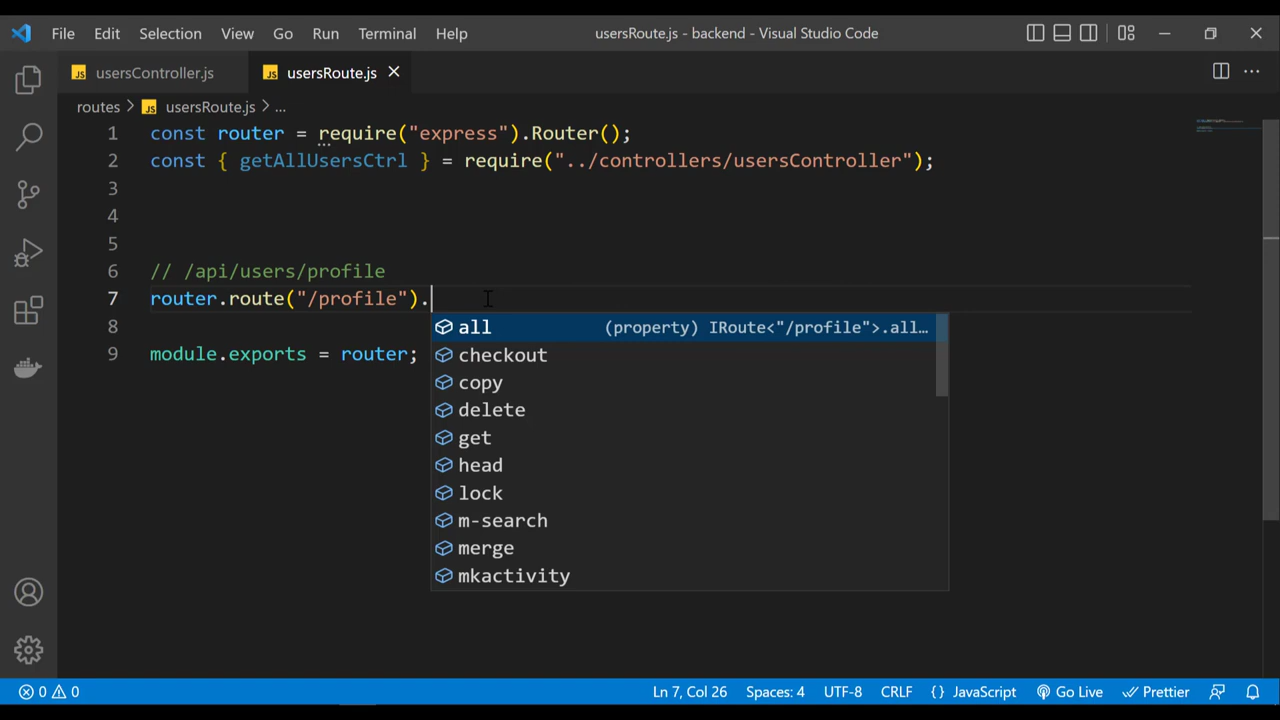 File Edit Selection View Go Run Terminal Help usersRoute.js - backend - Visual Studio Code
JS usersController.js JS usersRoute.js
routes > JS usersRoute.js > ...
1 const router = require("express").Router();
2 const { getAllUsersCtrl } = require("../controllers/usersController");
3
4
5
6 // /api/users/profile
7 router.route("/profile").
all (property) IRoute<"/profile">.all…
8
checkout
9 module.exports = router;
copy
delete
get
head
lock
m-search
merge
mkactivity
0 0 Ln 7, Col 26 Spaces: 4 UTF-8 CRLF {} JavaScript Go Live Prettier